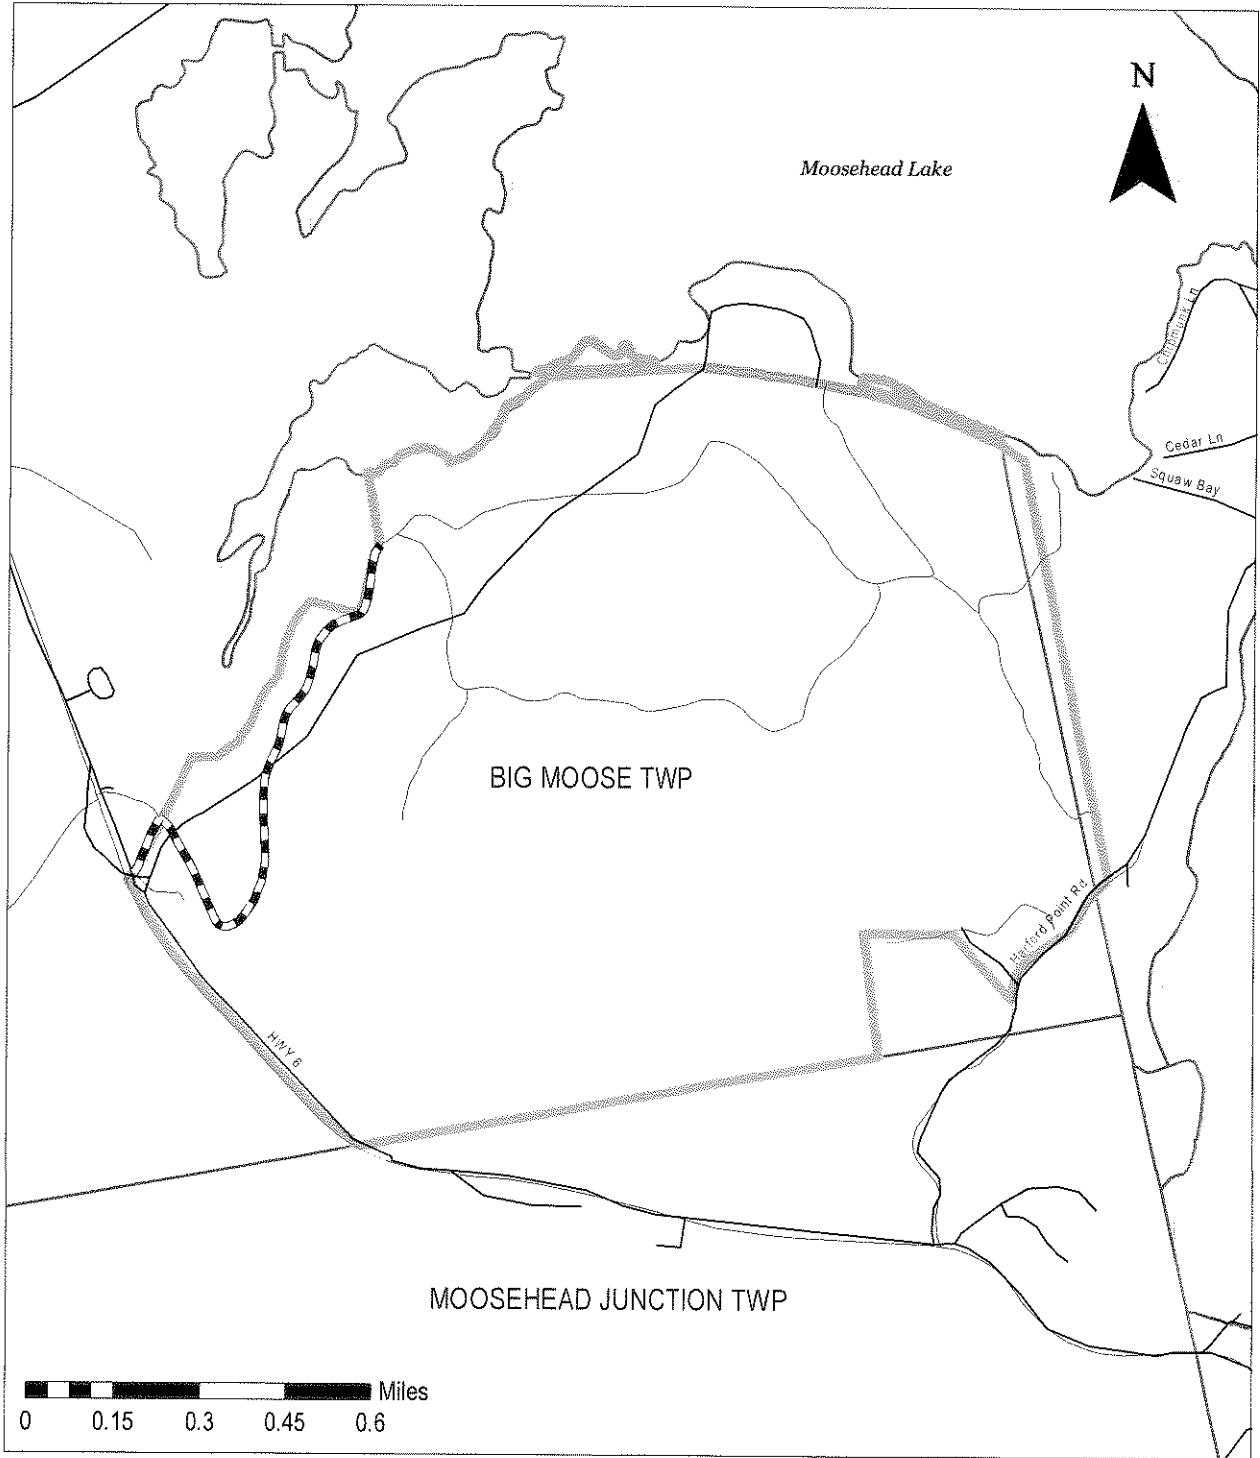 N
Moosehead Lake
Chipmunk Ln
Cedar Ln
Squaw Bay
BIG MOOSE TWP
Harford Point Rd
HWY 6
MOOSEHEAD JUNCTION TWP
Miles
0 0.15 0.3 0.45 0.6